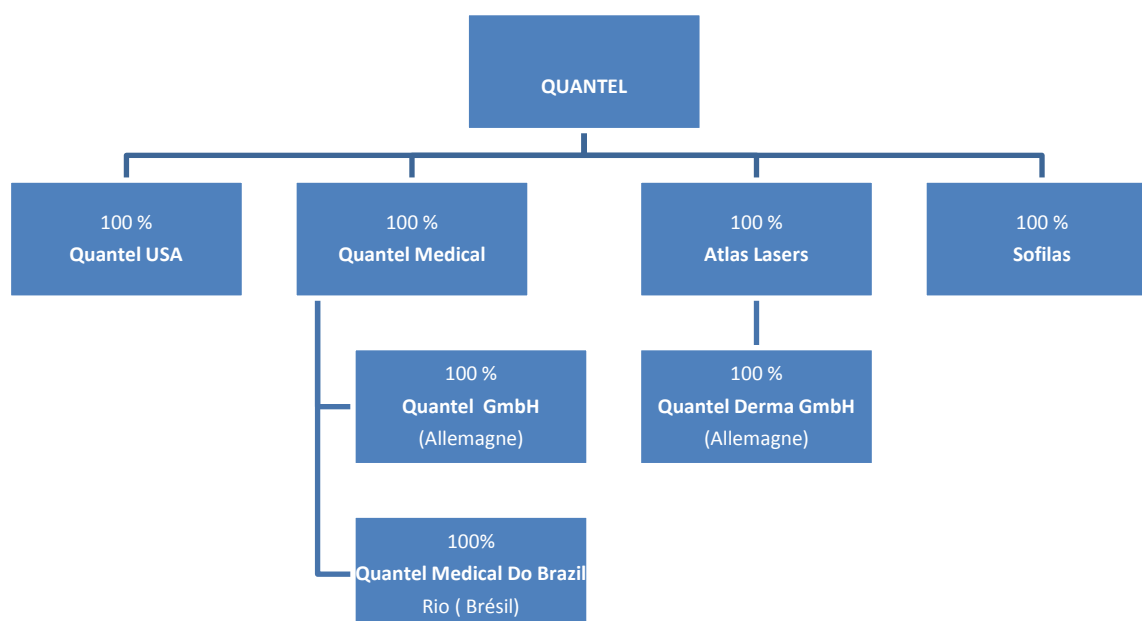 QUANTEL
100 %
Quantel USA
100 %
Quantel Medical
100 %
Atlas Lasers
100 %
Sofilas
100 %
Quantel  GmbH
(Allemagne)
100 %
Quantel Derma GmbH
(Allemagne)
100%
Quantel Medical Do Brazil
Rio ( Brésil)